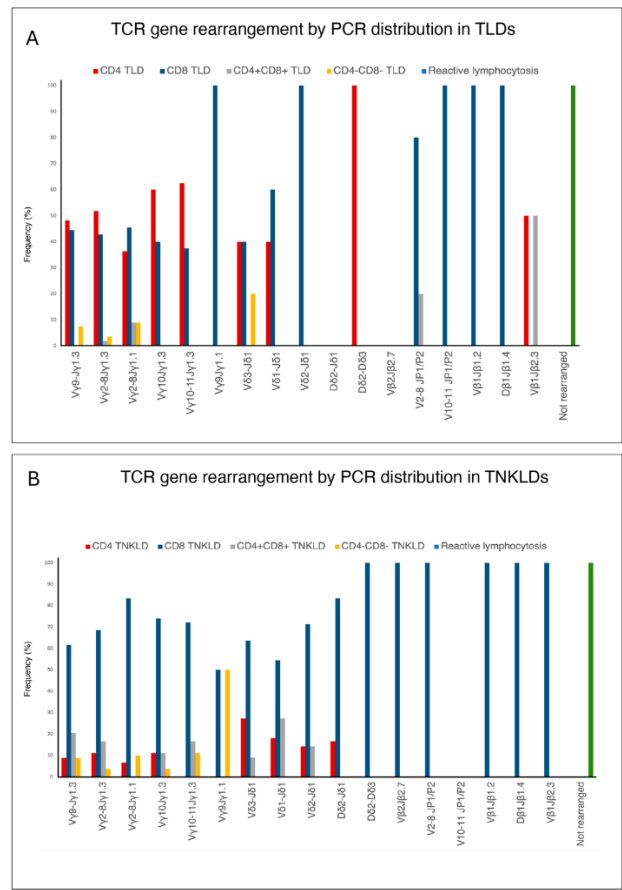 A
TCR gene rearrangement by PCR distribution in TLDs
CD4 TLD CD8 TLD CD4+CD8+ TLD CD4-CD8- TLD Reactive lymphocytosis
Frequency (%)
100
90
80
70
60
50
40
30
20
10
0
Vγ9-Jγ1.3
Vγ2-8Jγ1.3
Vγ2-8Jγ1.1
Vγ10Jγ1.3
Vγ10-11Jγ1.3
Vγ9Jγ1.1
Vδ3-Jδ1
Vδ1-Jδ1
Vδ2-Jδ1
Dδ2-Jδ1
Dδ2-Dδ3
Vβ2Jβ2.7
V2-8 JP1/P2
V10-11 JP1/P2
Vβ1Jβ1.2
Dβ1Jβ1.4
Vβ1Jβ2.3
Not rearranged
B
TCR gene rearrangement by PCR distribution in TNKLDs
CD4 TNKLD CD8 TNKLD CD4+CD8+ TNKLD CD4-CD8- TNKLD Reactive lymphocytosis
Frequency (%)
100
90
80
70
60
50
40
30
20
10
0
Vγ9-Jγ1.3
Vγ2-8Jγ1.3
Vγ2-8Jγ1.1
Vγ10Jγ1.3
Vγ10-11Jγ1.3
Vγ9Jγ1.1
Vδ3-Jδ1
Vδ1-Jδ1
Vδ2-Jδ1
Dδ2-Jδ1
Dδ2-Dδ3
Vβ2Jβ2.7
V2-8 JP1/P2
V10-11 JP1/P2
Vβ1Jβ1.2
Dβ1Jβ1.4
Vβ1Jβ2.3
Not rearranged